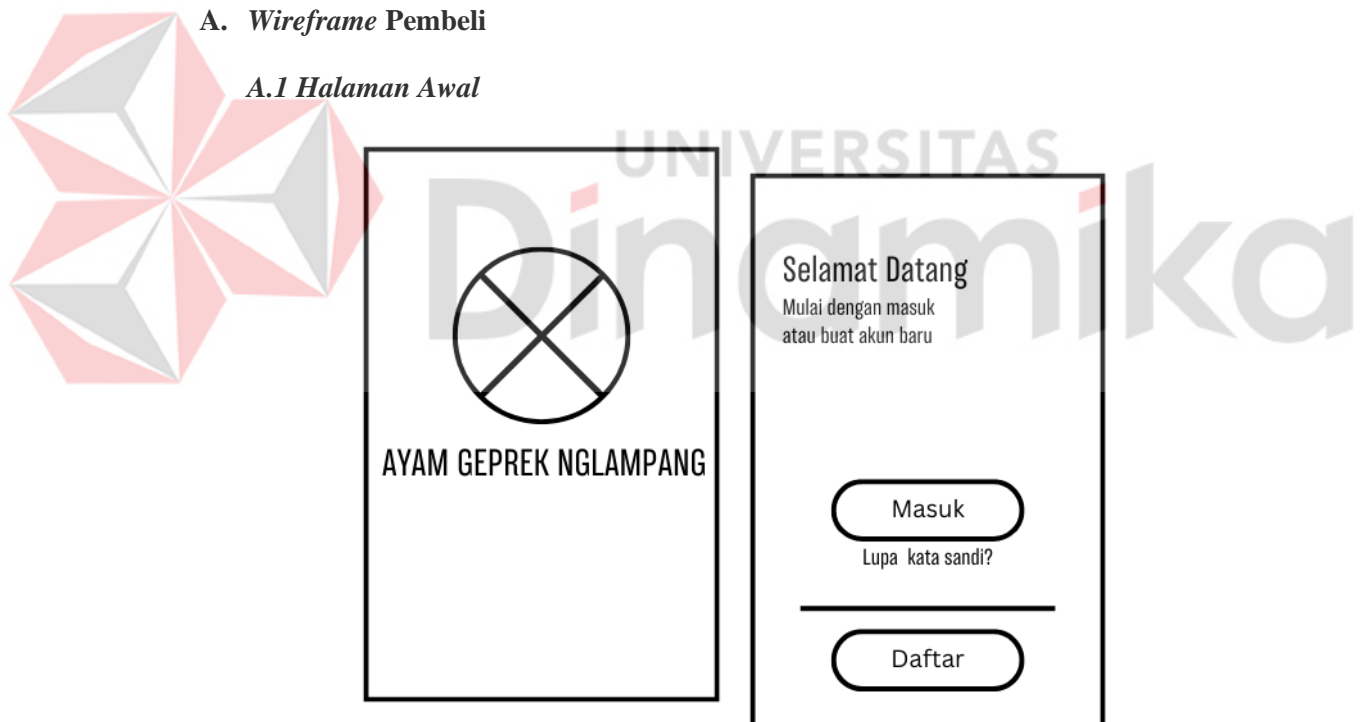 A. Wireframe Pembeli
A.1 Halaman Awal
UNIVERSITAS
Dinamika
AYAM GEPREK NGLAMPANG
Selamat Datang
Mulai dengan masuk
atau buat akun baru
Masuk
Lupa kata sandi?
Daftar